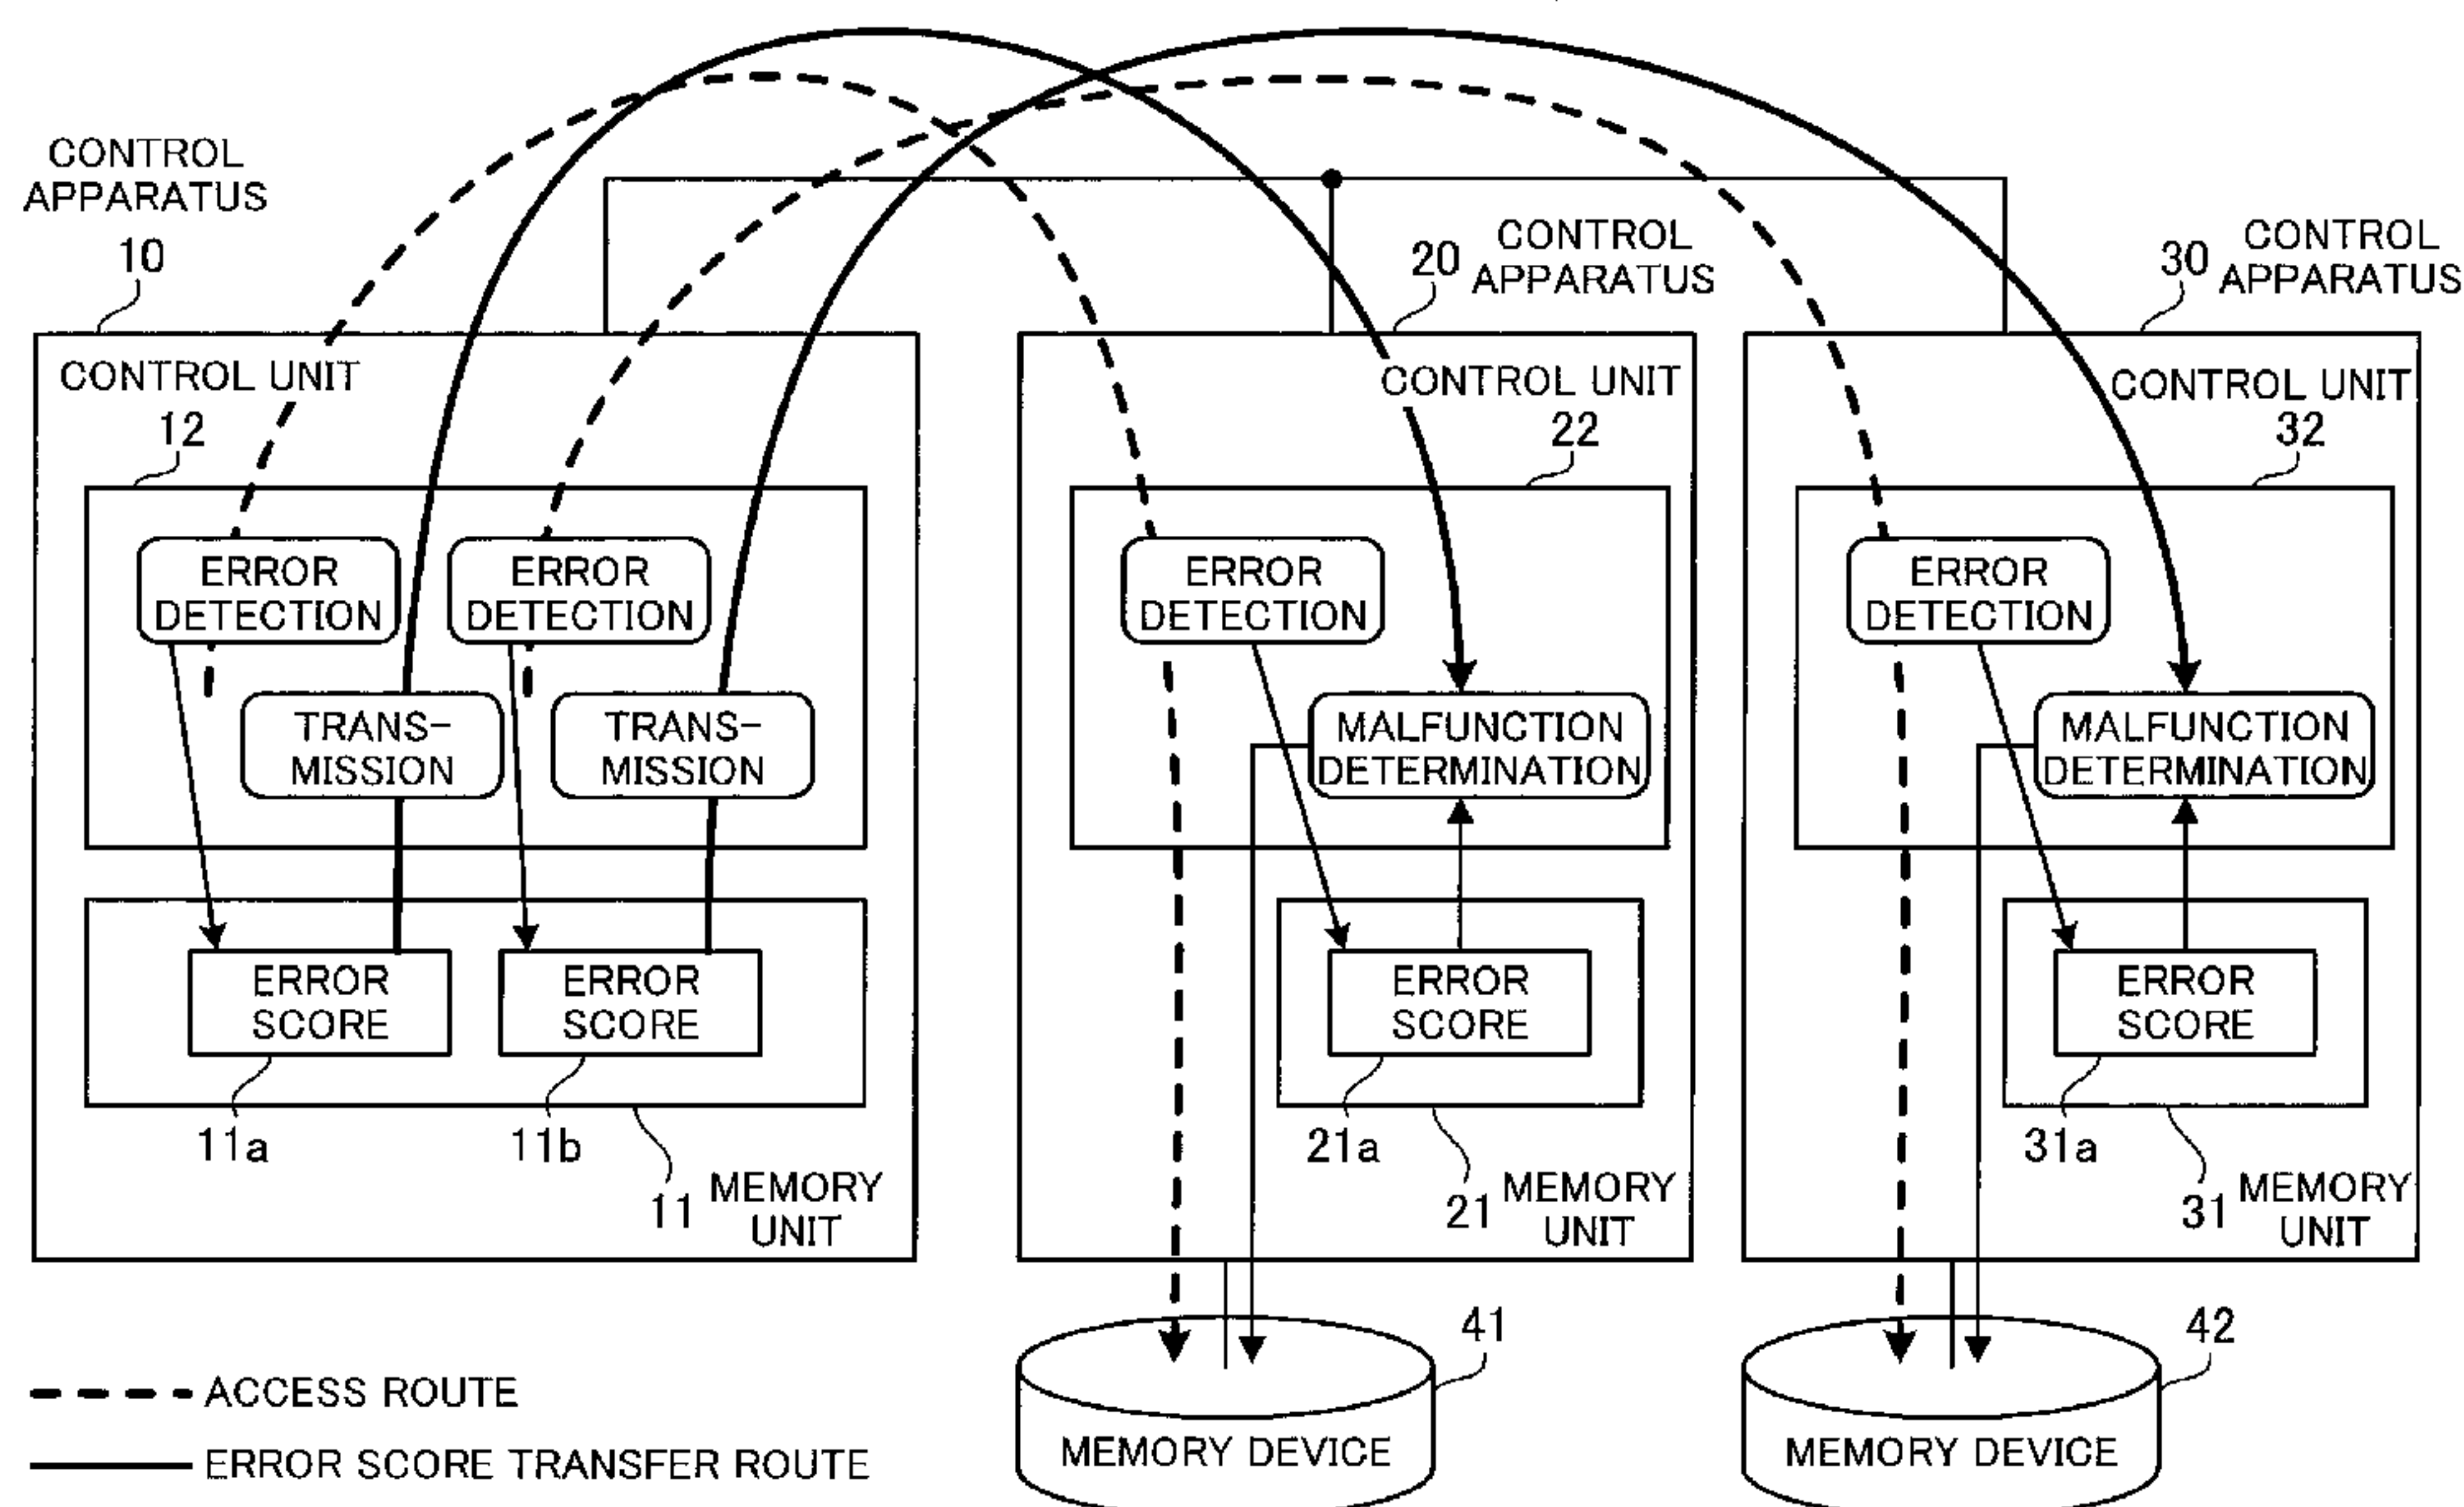 CONTROL
APPARATUS
10
20
CONTROL
APPARATUS
30
CONTROL
APPARATUS
CONTROL UNIT
12
ERROR
DETECTION
ERROR
DETECTION
TRANS-
MISSION
TRANS-
MISSION
ERROR
SCORE
ERROR
SCORE
11a
11b
11
MEMORY
UNIT
CONTROL UNIT
22
ERROR
DETECTION
MALFUNCTION
DETERMINATION
ERROR
SCORE
21a
21
MEMORY
UNIT
CONTROL UNIT
32
ERROR
DETECTION
MALFUNCTION
DETERMINATION
ERROR
SCORE
31a
31
MEMORY
UNIT
41
MEMORY DEVICE
42
MEMORY DEVICE
ACCESS ROUTE
ERROR SCORE TRANSFER ROUTE